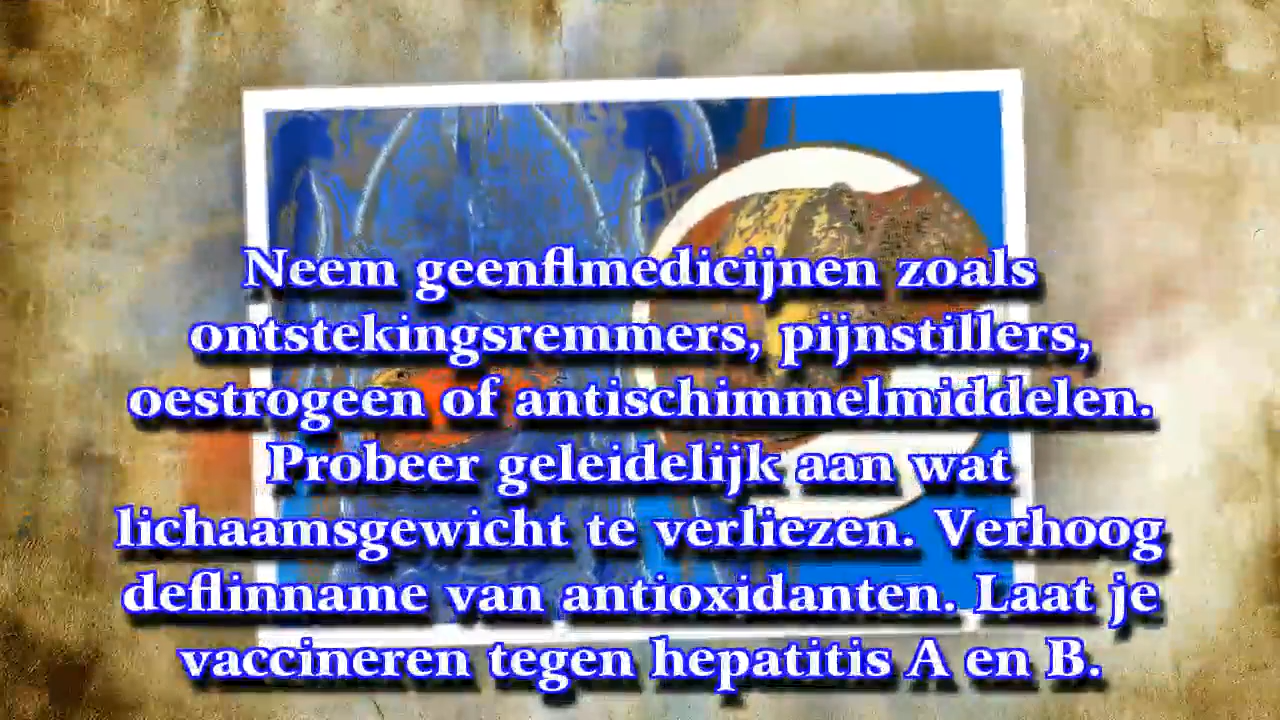 Neem geenflmedicijnen zoals
ontstekingsremmers, pijnstillers,
oestrogeen of antischimmelmiddelen.
Probeer geleidelijk aan wat
lichaamsgewicht te verliezen. Verhoog
deflinname van antioxidanten. Laat je
vaccineren tegen hepatitis A en B.